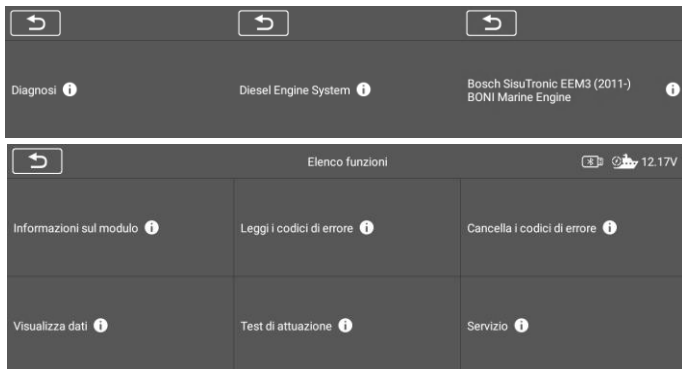 Diagnosi
Diesel Engine System
Bosch SisuTronic EEM3 (2011-)
BONI Marine Engine
Elenco funzioni
12.17V
Informazioni sul modulo
Leggi i codici di errore
Cancella i codici di errore
Visualizza dati
Test di attuazione
Servizio